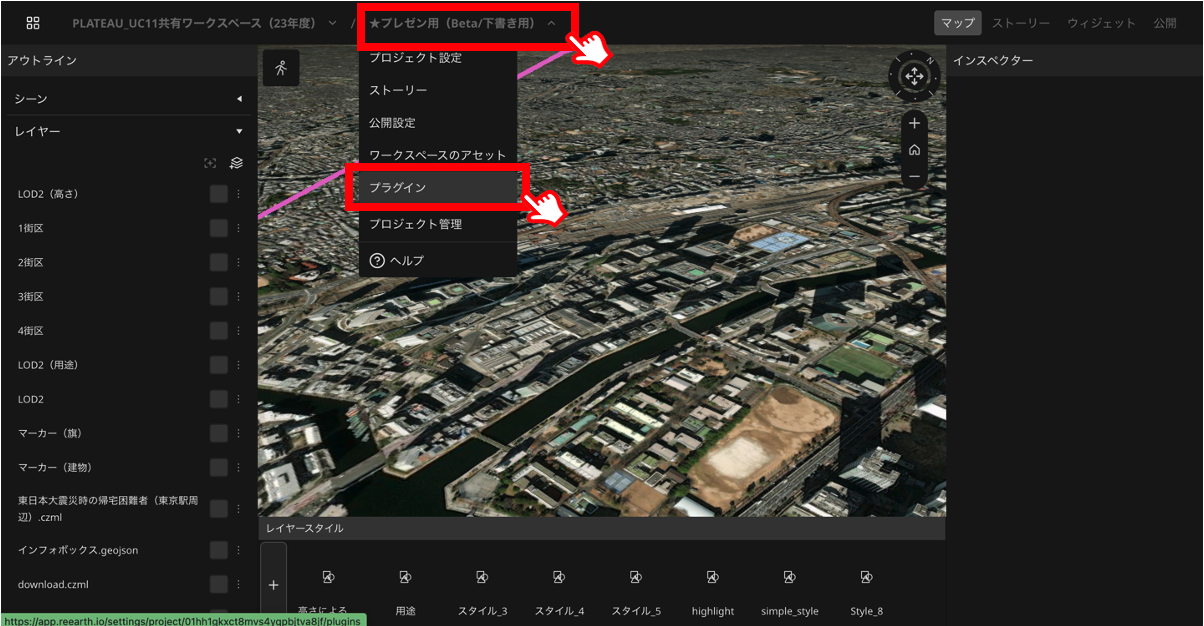 PLATEAU_UC11共有ワークスペース（23年度）
/
★プレゼン用（Beta/下書き用）
マップ
ストーリー
ウィジェット
公開
アウトライン
シーン
レイヤー
LOD2（高さ）
1街区
2街区
3街区
4街区
LOD2（用途）
LOD2
マーカー（旗）
マーカー（建物）
東日本大震災時の帰宅困難者（東京駅周
辺）.czml
インフォボックス.geojson
download.czml
プロジェクト設定
ストーリー
公開設定
ワークスペースのアセット
プラグイン
プロジェクト管理
ヘルプ
N
インスペクター
レイヤースタイル
高さによる
用途
スタイル_3
スタイル_4
スタイル_5
highlight
simple_style
Style_8
https://app.reearth.io/settings/project/01hh1gkxct8mvs4ygpbjtva8jf/plugins